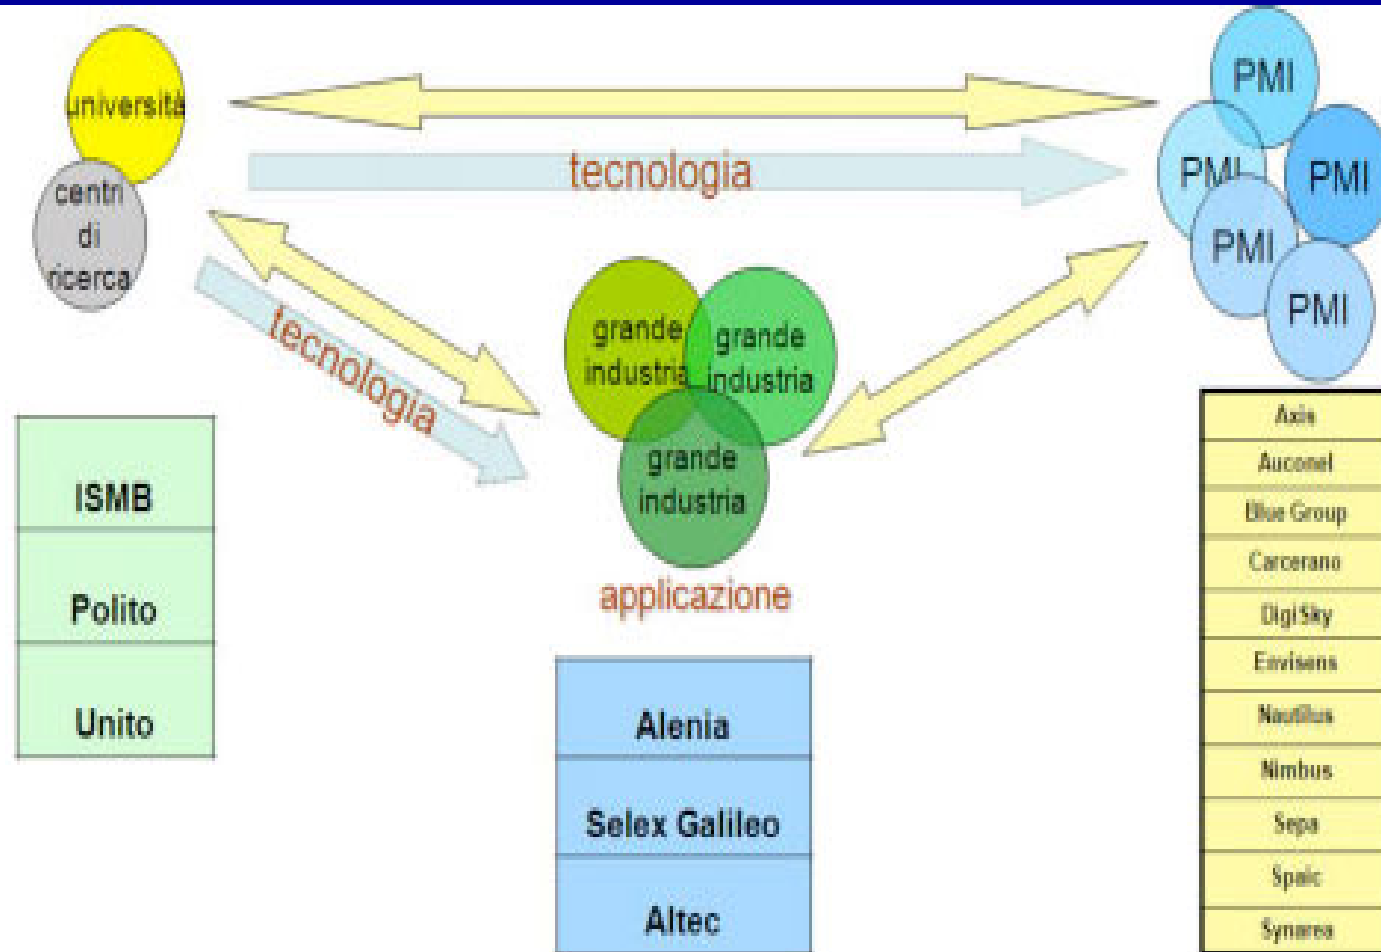 università
centri
di
ricerca
tecnologia
tecnologia
PMI
PMI
PMI
PMI
PMI
grande
industria
grande
industria
grande
industria
applicazione
ISMB
Polito
Unito
Alenia
Selex Galileo
Altec
Axis
Auconel
Blue Group
Carcerano
DigiSky
Envisens
Nautilus
Nimbus
Sepa
Spaic
Synarea